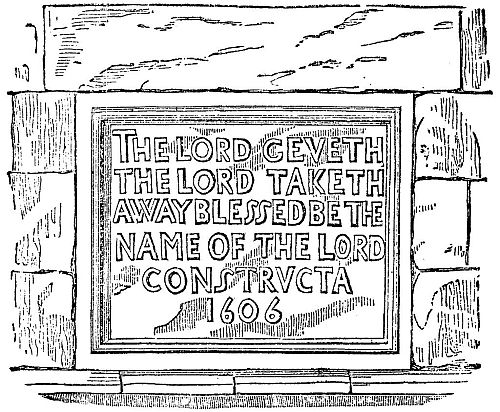 THE LORD GEVETH
THE LORD TAKETH
AWAY BLESSED BE THE
NAME OF THE LORD
CONSTRVCTA
1606